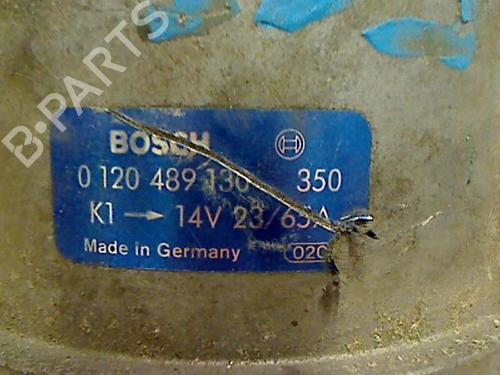 B-PARTS
BOSCH
0 120 489 130 350
K1 → 14V 23/65A
Made in Germany 020